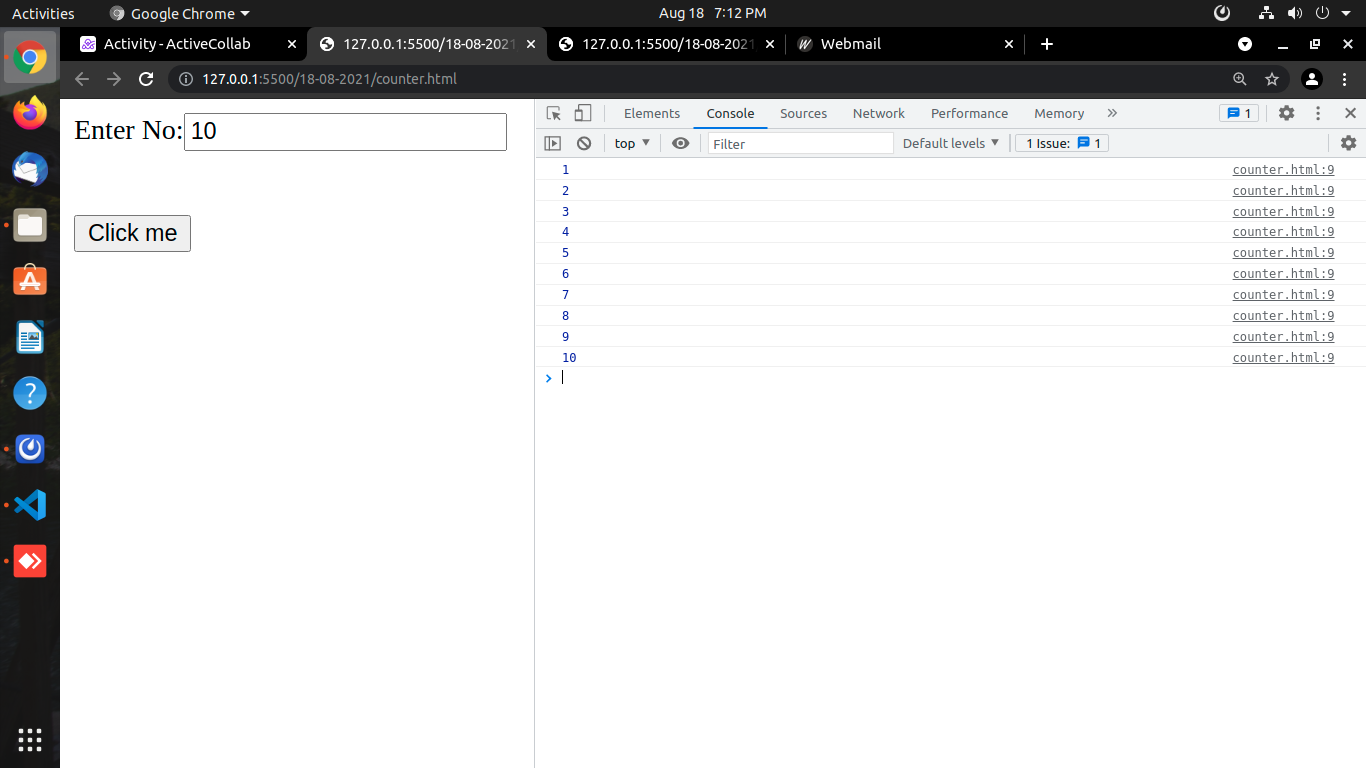 Activities Google Chrome Aug 18 7:12 PM
Activity - ActiveCollab 127.0.0.1:5500/18-08-2021 127.0.0.1:5500/18-08-2021 Webmail
127.0.0.1:5500/18-08-2021/counter.html
Enter No: 10
Click me
Elements Console Sources Network Performance Memory 1
top Filter Default levels 1 Issue: 1
1 counter.html:9
2 counter.html:9
3 counter.html:9
4 counter.html:9
5 counter.html:9
6 counter.html:9
7 counter.html:9
8 counter.html:9
9 counter.html:9
10 counter.html:9